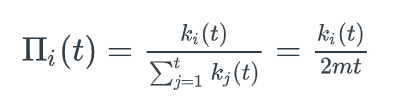 Π_i(t) = k_i(t) / ∑_{j=1}^{t} k_j(t) = k_i(t) / 2mt